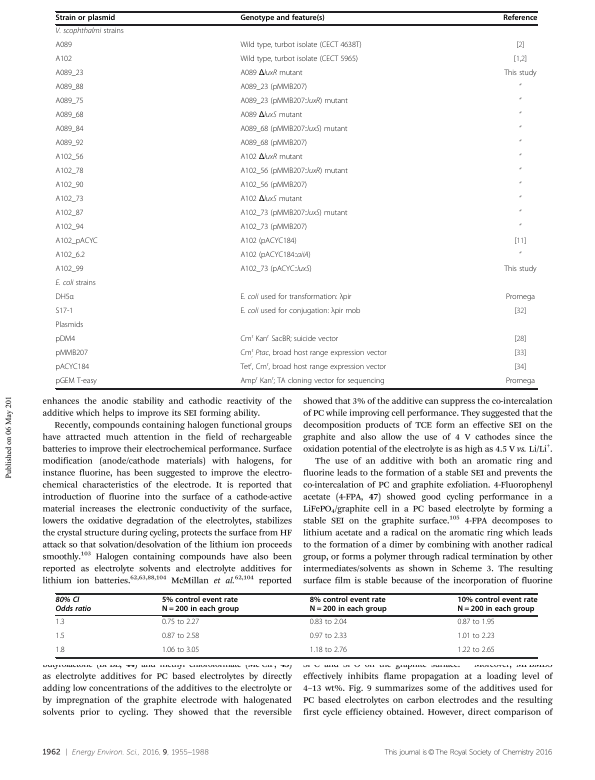 Strain or plasmid Genotype and feature(s) Reference
V. scophthalmi strains
A089 Wild type, turbot isolate (CECT 4638T) [2]
A102 Wild type, turbot isolate (CECT 5965) [1,2]
A089_23 A089 ΔluxR mutant This study
A089_88 A089_23 (pMMB207) "
A089_75 A089_23 (pMMB207::luxR) mutant "
A089_68 A089 ΔluxS mutant "
A089_84 A089_68 (pMMB207::luxS) mutant "
A089_92 A089_68 (pMMB207) "
A102_56 A102 ΔluxR mutant "
A102_78 A102_56 (pMMB207::luxR) mutant "
A102_90 A102_56 (pMMB207) "
A102_73 A102 ΔluxS mutant "
A102_87 A102_73 (pMMB207::luxS) mutant "
A102_94 A102_73 (pMMB207) "
A102_pACYC A102 (pACYC184) [11]
A102_6.2 A102 (pACYC184::aiiA) "
A102_99 A102_73 (pACYC::luxS) This study
E. coli strains
DH5α E. coli used for transformation: λpir Promega
S17-1 E. coli used for conjugation: λpir mob [32]
Plasmids
pDM4 Cmʳ Kanʳ SacBR; suicide vector [28]
pMMB207 Cmʳ Ptac, broad host range expression vector [33]
pACYC184 Tetʳ, Cmʳ, broad host range expression vector [34]
pGEM T-easy Ampʳ Kanʳ; TA cloning vector for sequencing Promega
Published on 06 May 201
enhances the anodic stability and cathodic reactivity of the
additive which helps to improve its SEI forming ability.
Recently, compounds containing halogen functional groups
have attracted much attention in the field of rechargeable
batteries to improve their electrochemical performance. Surface
modification (anode/cathode materials) with halogens, for
instance fluorine, has been suggested to improve the electro-
chemical characteristics of the electrode. It is reported that
introduction of fluorine into the surface of a cathode-active
material increases the electronic conductivity of the surface,
lowers the oxidative degradation of the electrolytes, stabilizes
the crystal structure during cycling, protects the surface from HF
attack so that solvation/desolvation of the lithium ion proceeds
smoothly.¹⁰³ Halogen containing compounds have also been
reported as electrolyte solvents and electrolyte additives for
lithium ion batteries.⁶²,⁶³,⁸⁸,¹⁰⁴ McMillan et al.⁶²,¹⁰⁴ reported
showed that 3% of the additive can suppress the co-intercalation
of PC while improving cell performance. They suggested that the
decomposition products of TCE form an effective SEI on the
graphite and also allow the use of 4 V cathodes since the
oxidation potential of the electrolyte is as high as 4.5 V vs. Li/Li⁺.
The use of an additive with both an aromatic ring and
fluorine leads to the formation of a stable SEI and prevents the
co-intercalation of PC and graphite exfoliation. 4-Fluorophenyl
acetate (4-FPA, 47) showed good cycling performance in a
LiFePO₄/graphite cell in a PC based electrolyte by forming a
stable SEI on the graphite surface.¹⁰⁵ 4-FPA decomposes to
lithium acetate and a radical on the aromatic ring which leads
to the formation of a dimer by combining with another radical
group, or forms a polymer through radical termination by other
intermediates/solvents as shown in Scheme 3. The resulting
surface film is stable because of the incorporation of fluorine
80% CI 5% control event rate 8% control event rate 10% control event rate
Odds ratio N = 200 in each group N = 200 in each group N = 200 in each group
1.3 0.75 to 2.27 0.83 to 2.04 0.87 to 1.95
1.5 0.87 to 2.58 0.97 to 2.33 1.01 to 2.23
1.8 1.06 to 3.05 1.18 to 2.76 1.22 to 2.65
as electrolyte additives for PC based electrolytes by directly
adding low concentrations of the additives to the electrolyte or
by impregnation of the graphite electrode with halogenated
solvents prior to cycling. They showed that the reversible
effectively inhibits flame propagation at a loading level of
4–13 wt%. Fig. 9 summarizes some of the additives used for
PC based electrolytes on carbon electrodes and the resulting
first cycle efficiency obtained. However, direct comparison of
1962 | Energy Environ. Sci., 2016, 9, 1955–1988 This journal is © The Royal Society of Chemistry 2016